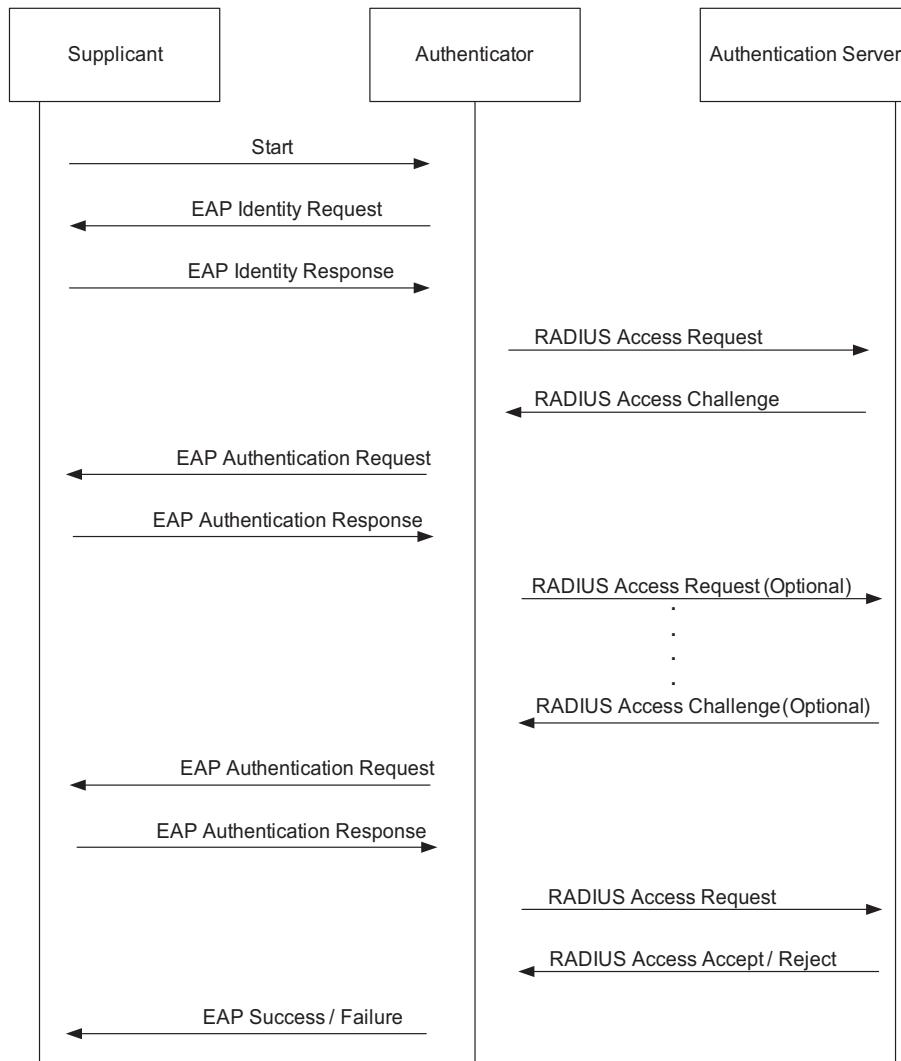 Supplicant
Authenticator
Authentication Server
Start
EAP Identity Request
EAP Identity Response
RADIUS Access Request
RADIUS Access Challenge
EAP Authentication Request
EAP Authentication Response
RADIUS Access Request (Optional)
RADIUS Access Challenge (Optional)
EAP Authentication Request
EAP Authentication Response
RADIUS Access Request
RADIUS Access Accept / Reject
EAP Success / Failure